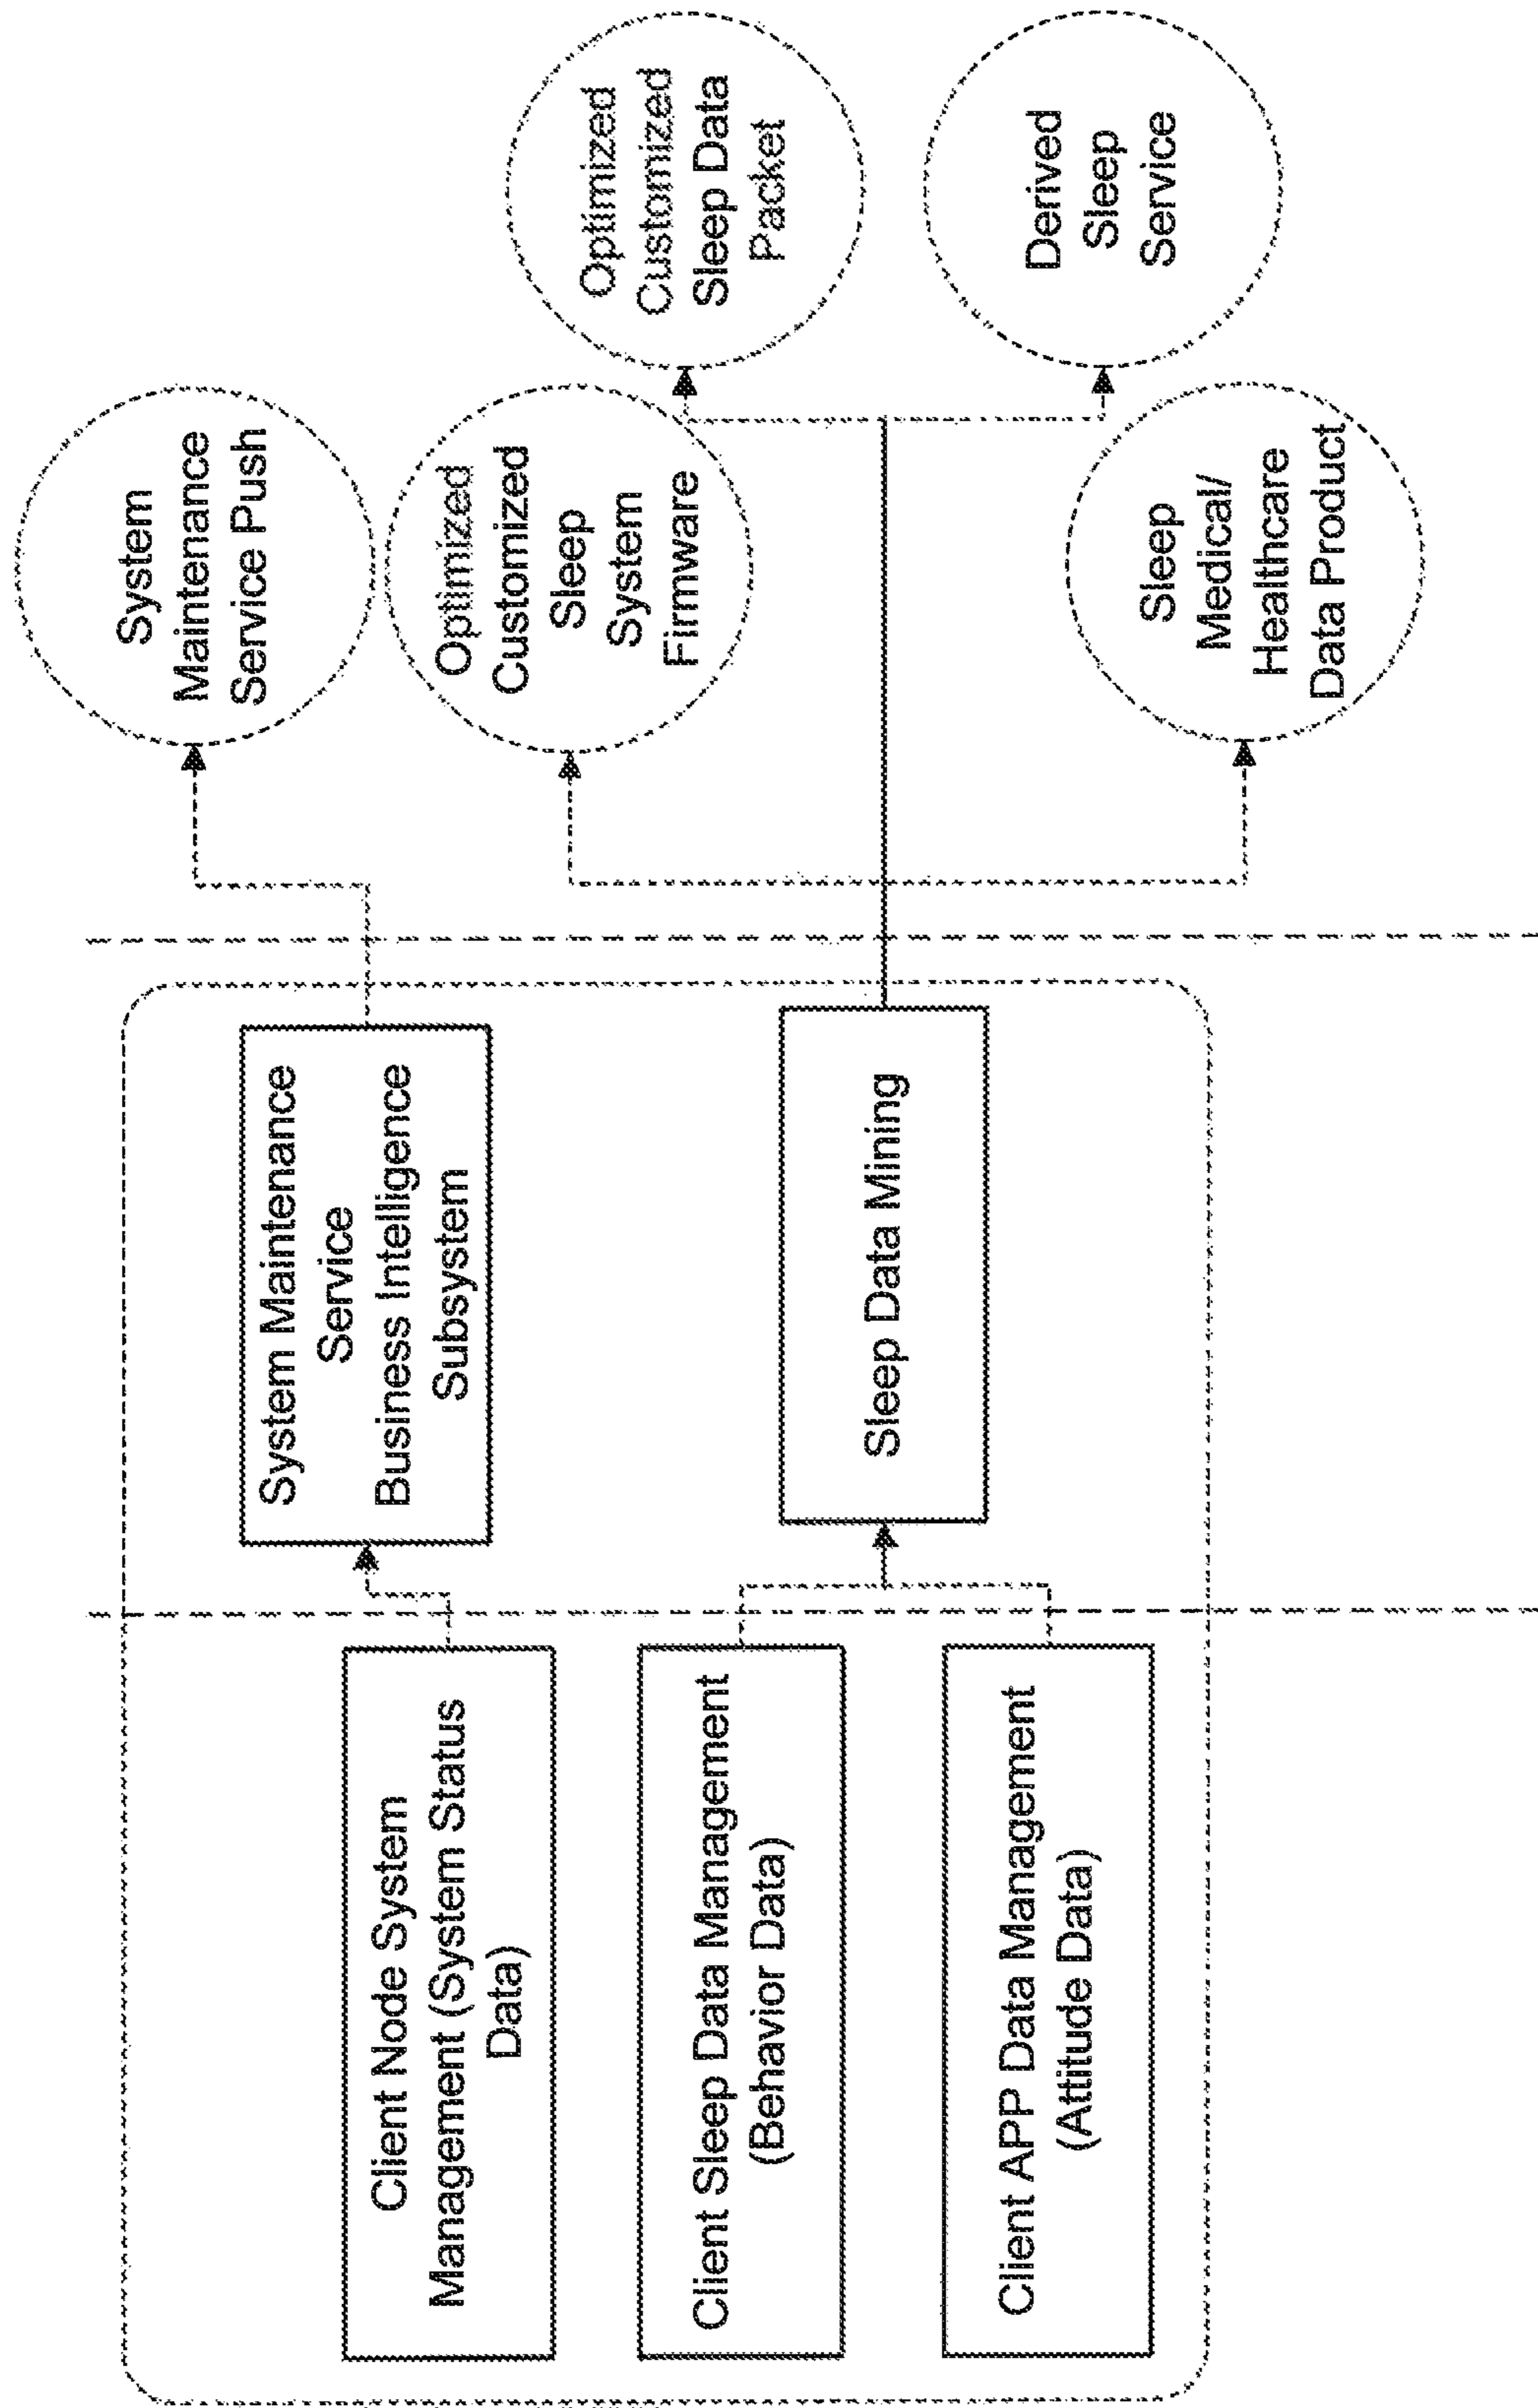 Client Node System
Management (System Status
Data)
Client Sleep Data Management
(Behavior Data)
Client APP Data Management
(Attitude Data)
System Maintenance
Service
Business Intelligence
Subsystem
Sleep Data Mining
System
Maintenance
Service Push
Optimized
Customized
Sleep
System
Firmware
Sleep
Medical/
Healthcare
Data Product
Optimized
Customized
Sleep Data
Packet
Derived
Sleep
Service